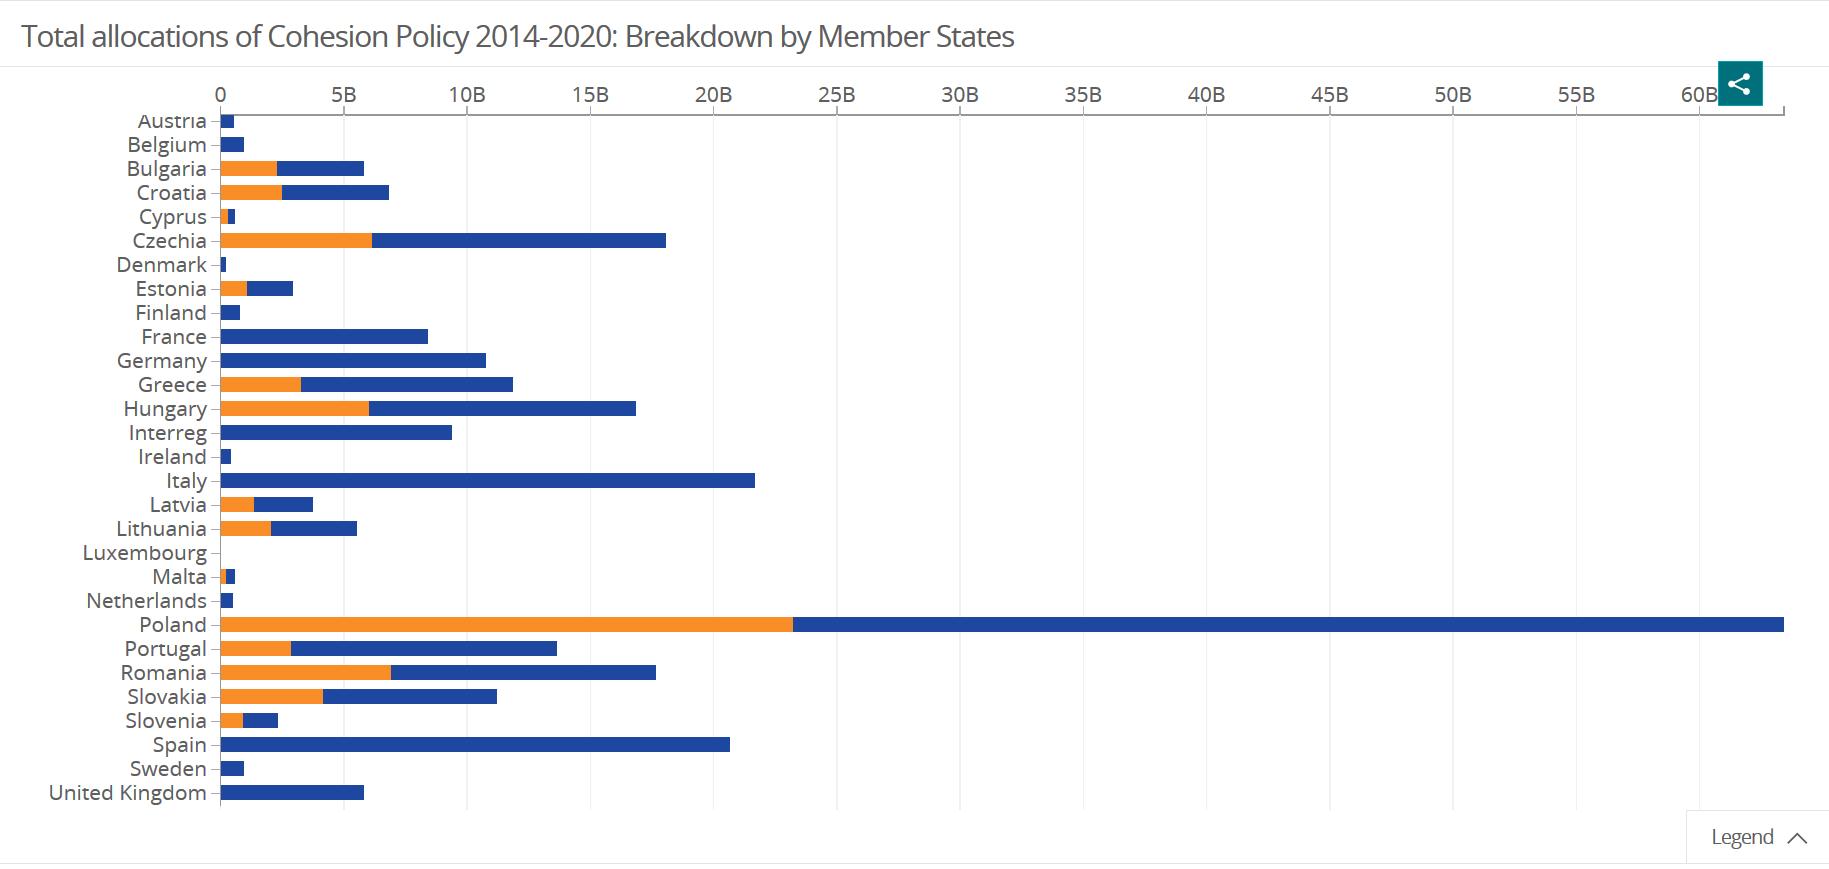 Total allocations of Cohesion Policy 2014-2020: Breakdown by Member States
0 5B 10B 15B 20B 25B 30B 35B 40B 45B 50B 55B 60B
Austria
Belgium
Bulgaria
Croatia
Cyprus
Czechia
Denmark
Estonia
Finland
France
Germany
Greece
Hungary
Interreg
Ireland
Italy
Latvia
Lithuania
Luxembourg
Malta
Netherlands
Poland
Portugal
Romania
Slovakia
Slovenia
Spain
Sweden
United Kingdom
Legend